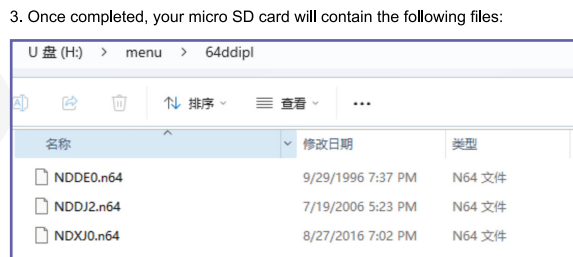 3. Once completed, your micro SD card will contain the following files:
U 盘 (H:) > menu > 64ddipl
A 排序 查看 ...
名称 修改日期 类型
NDDE0.n64 9/29/1996 7:37 PM N64 文件
NDDJ2.n64 7/19/2006 5:23 PM N64 文件
NDXJ0.n64 8/27/2016 7:02 PM N64 文件